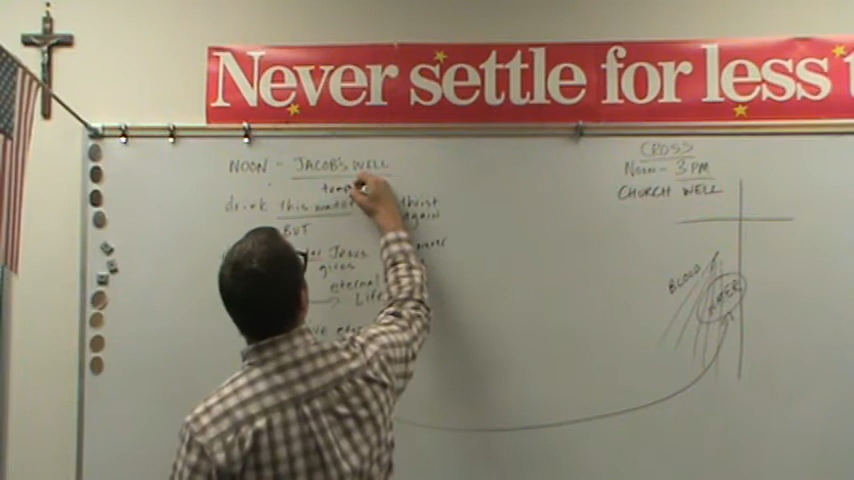 Never settle for less
NOON - JACOB'S WELL
drink this water thirst
again
BUT
Jesus
gives
eternal
Life
CROSS
NOON - 3 PM
CHURCH WELL
BLOOD
WATER